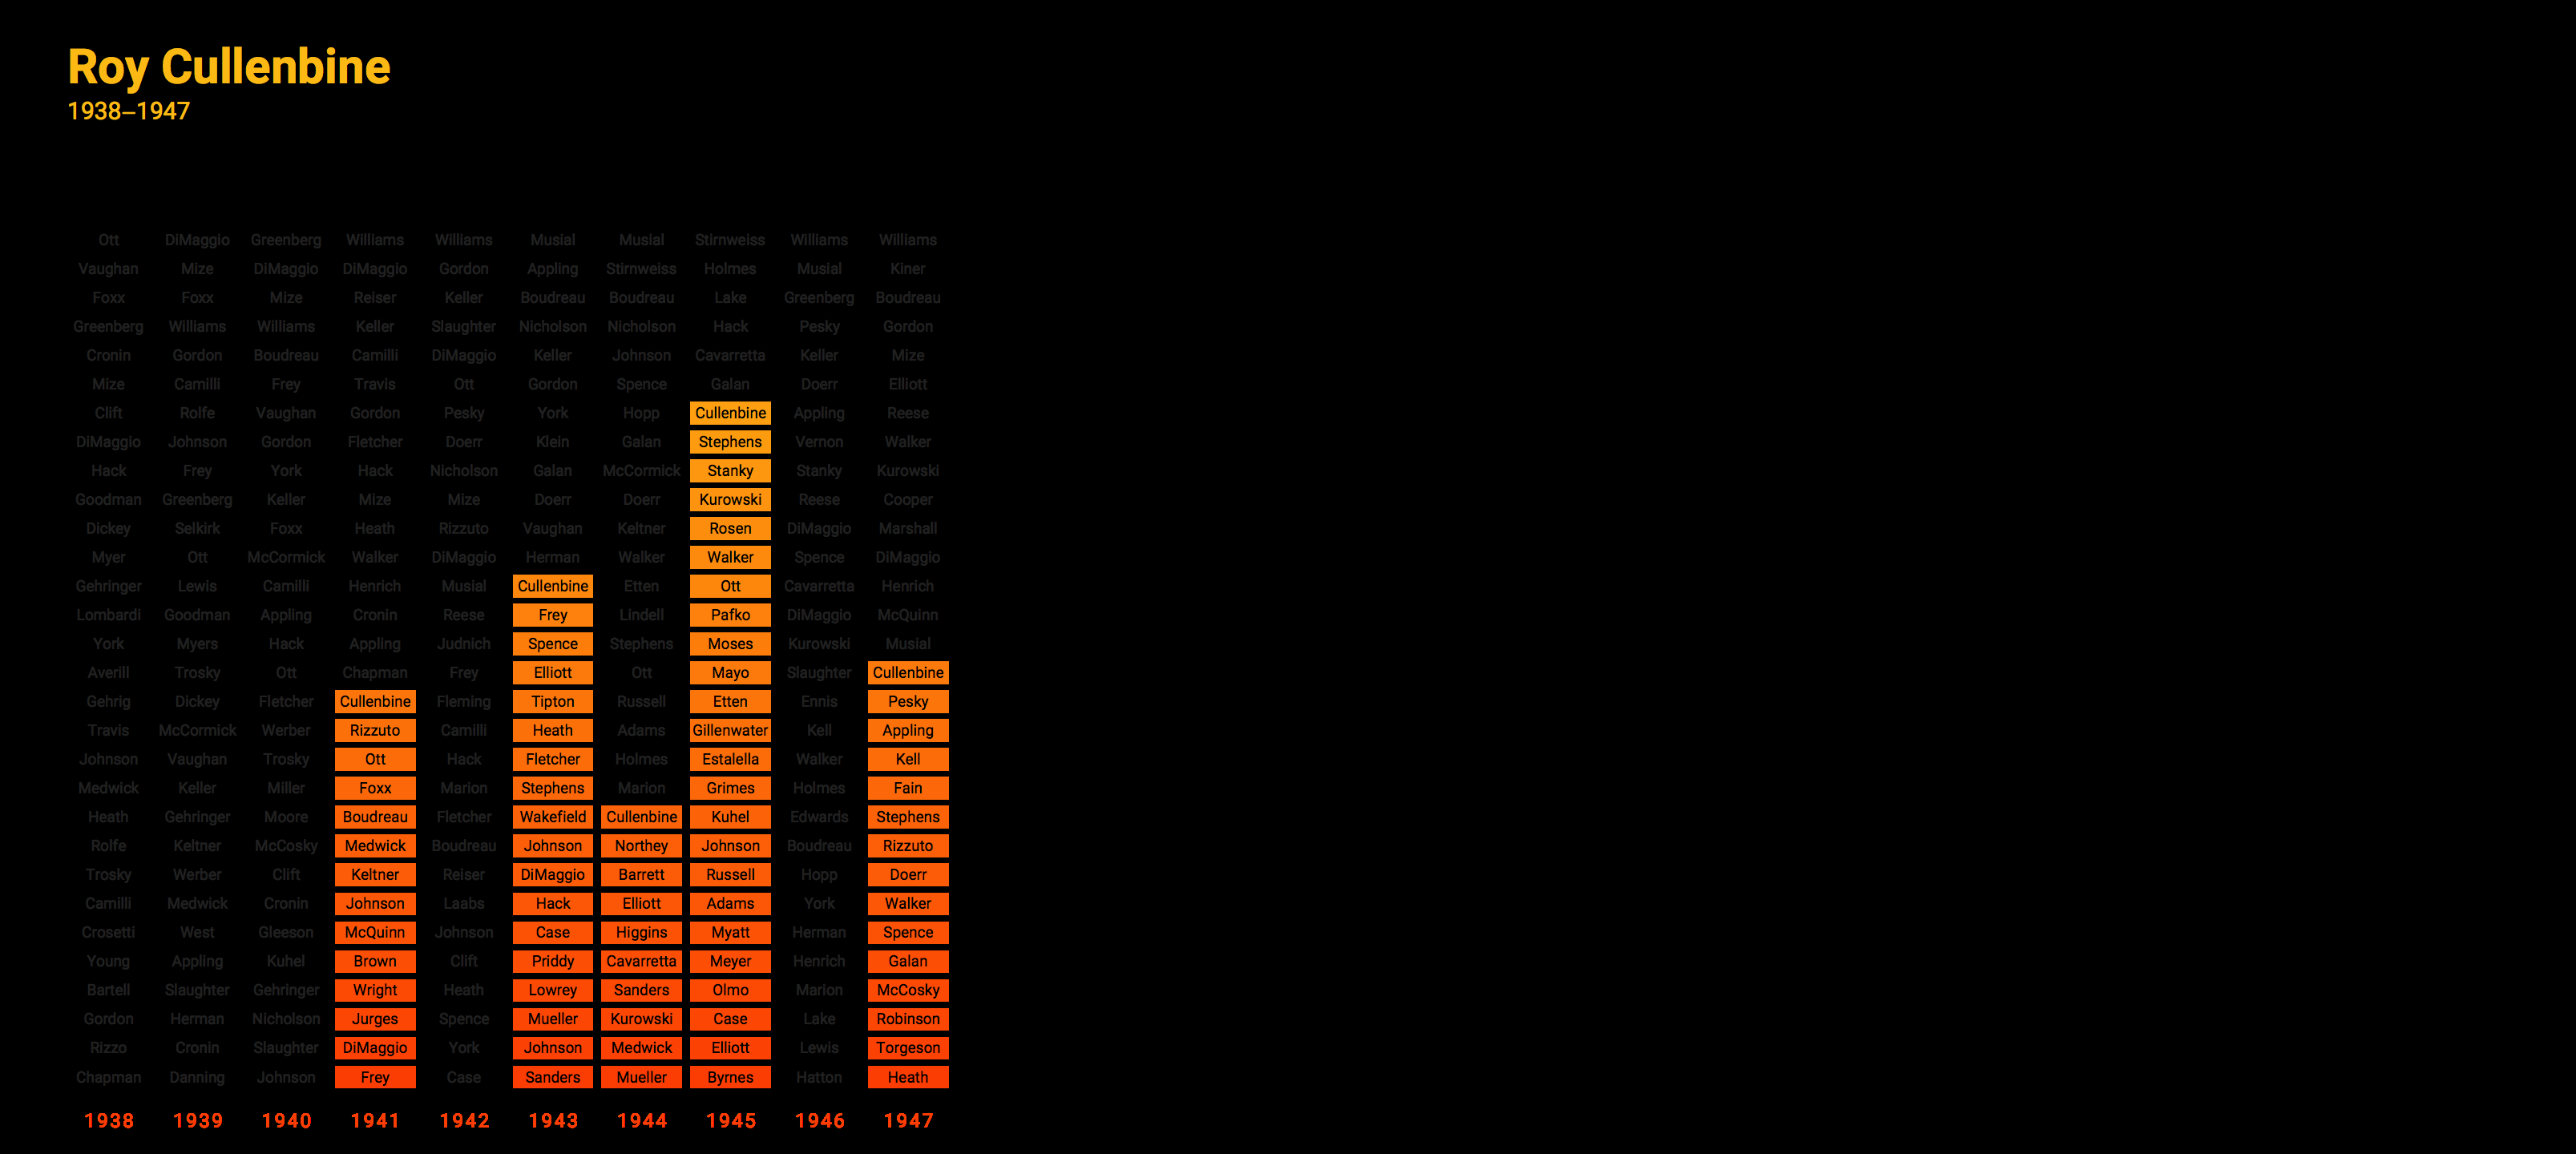 Roy Cullenbine
1938–1947
Ott DiMaggio Greenberg Williams Williams Musial Musial Stirnweiss Williams Williams
Vaughan Mize DiMaggio DiMaggio Gordon Appling Stirnweiss Holmes Musial Kiner
Foxx Foxx Mize Reiser Keller Boudreau Boudreau Lake Greenberg Boudreau
Greenberg Williams Williams Keller Slaughter Nicholson Nicholson Hack Pesky Gordon
Cronin Gordon Boudreau Camilli DiMaggio Keller Johnson Cavarretta Keller Mize
Mize Camilli Frey Travis Ott Gordon Spence Galan Doerr Elliott
Clift Rolfe Vaughan Gordon Pesky York Hopp Cullenbine Appling Reese
DiMaggio Johnson Gordon Fletcher Doerr Klein Galan Stephens Vernon Walker
Hack Frey York Hack Nicholson Galan McCormick Stanky Stanky Kurowski
Goodman Greenberg Keller Mize Mize Doerr Doerr Kurowski Reese Cooper
Dickey Selkirk Foxx Heath Rizzuto Vaughan Keltner Rosen DiMaggio Marshall
Myer Ott McCormick Walker DiMaggio Herman Walker Walker Spence DiMaggio
Gehringer Lewis Camilli Henrich Musial Cullenbine Etten Ott Cavarretta Henrich
Lombardi Goodman Appling Cronin Reese Frey Lindell Pafko DiMaggio McQuinn
York Myers Hack Appling Judnich Spence Stephens Moses Kurowski Musial
Averill Trosky Ott Chapman Frey Elliott Ott Mayo Slaughter Cullenbine
Gehrig Dickey Fletcher Cullenbine Fleming Tipton Russell Etten Ennis Pesky
Travis McCormick Werber Rizzuto Camilli Heath Adams Gillenwater Kell Appling
Johnson Vaughan Trosky Ott Hack Fletcher Holmes Estalella Walker Kell
Medwick Keller Miller Foxx Marion Stephens Marion Grimes Holmes Fain
Heath Gehringer Moore Boudreau Fletcher Wakefield Cullenbine Kuhel Edwards Stephens
Rolfe Keltner McCosky Medwick Boudreau Johnson Northey Johnson Boudreau Rizzuto
Trosky Werber Clift Keltner Reiser DiMaggio Barrett Russell Hopp Doerr
Camilli Medwick Cronin Johnson Laabs Hack Elliott Adams York Walker
Crosetti West Gleeson McQuinn Johnson Case Higgins Myatt Herman Spence
Young Appling Kuhel Brown Clift Priddy Cavarretta Meyer Henrich Galan
Bartell Slaughter Gehringer Wright Heath Lowrey Sanders Olmo Marion McCosky
Gordon Herman Nicholson Jurges Spence Mueller Kurowski Case Lake Robinson
Rizzo Cronin Slaughter DiMaggio York Johnson Medwick Elliott Lewis Torgeson
Chapman Danning Johnson Frey Case Sanders Mueller Byrnes Hatton Heath
1938 1939 1940 1941 1942 1943 1944 1945 1946 1947